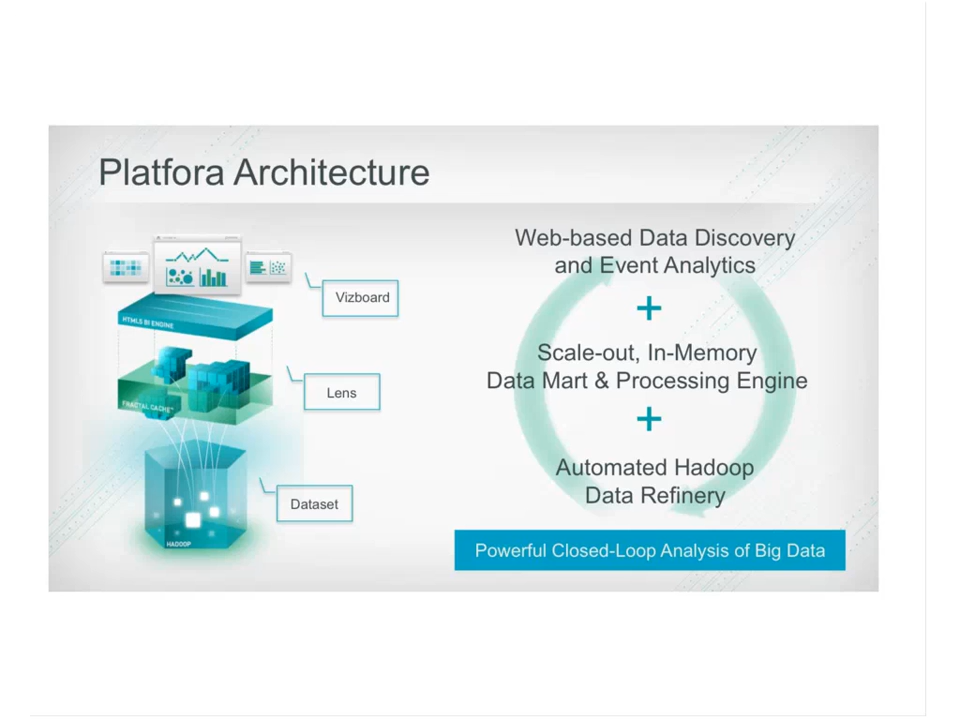 Platfora Architecture
Vizboard
HTML5 BI ENGINE
Lens
FRACTAL CACHE™
Dataset
HADOOP
Web-based Data Discovery
and Event Analytics
+
Scale-out, In-Memory
Data Mart & Processing Engine
+
Automated Hadoop
Data Refinery
Powerful Closed-Loop Analysis of Big Data